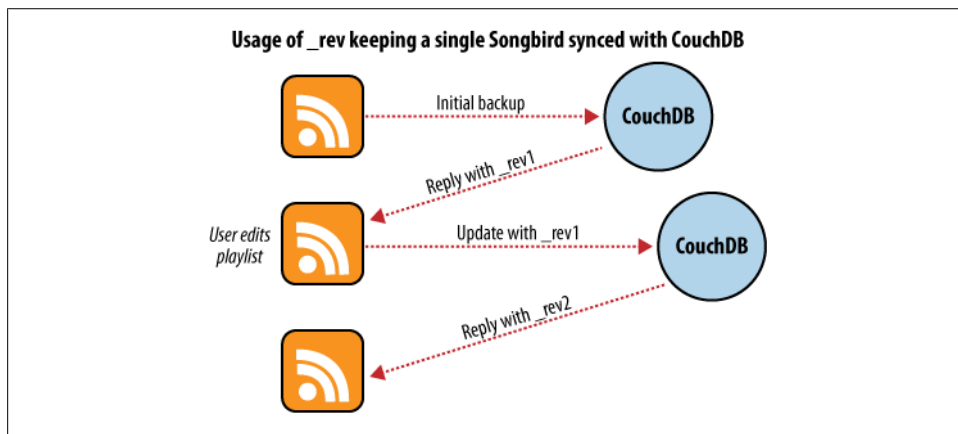 Usage of _rev keeping a single Songbird synced with CouchDB
Initial backup
CouchDB
Reply with _rev1
User edits
playlist
Update with _rev1
CouchDB
Reply with _rev2